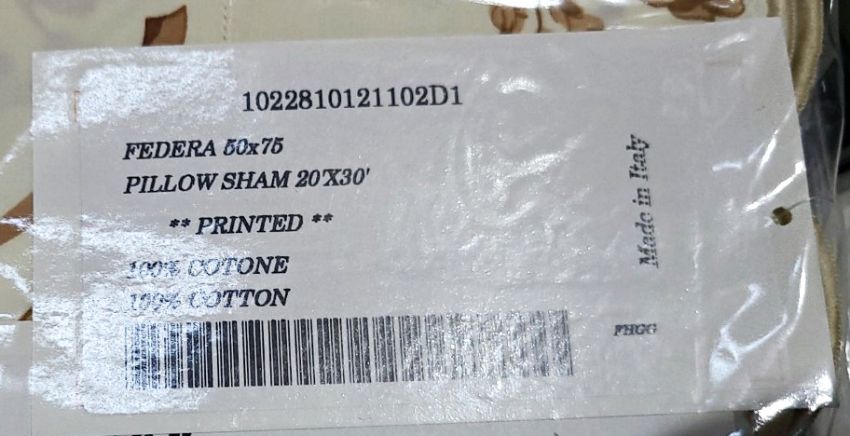 1022810121102D1
FEDERA 50x75
PILLOW SHAM 20'X30'
** PRINTED **
100% COTONE
100% COTTON
Made in Italy
FHGG